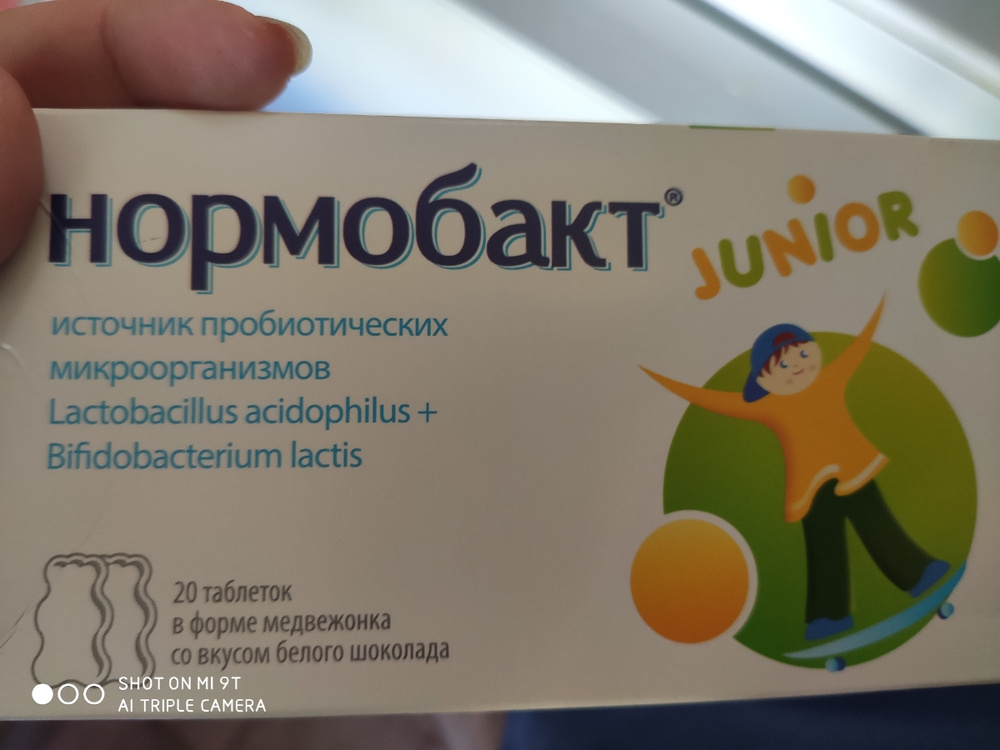 нормобакт®
JUNIOR
источник пробиотических
микроорганизмов
Lactobacillus acidophilus +
Bifidobacterium lactis
20 таблеток
в форме медвежонка
со вкусом белого шоколада
SHOT ON MI 9T
AI TRIPLE CAMERA